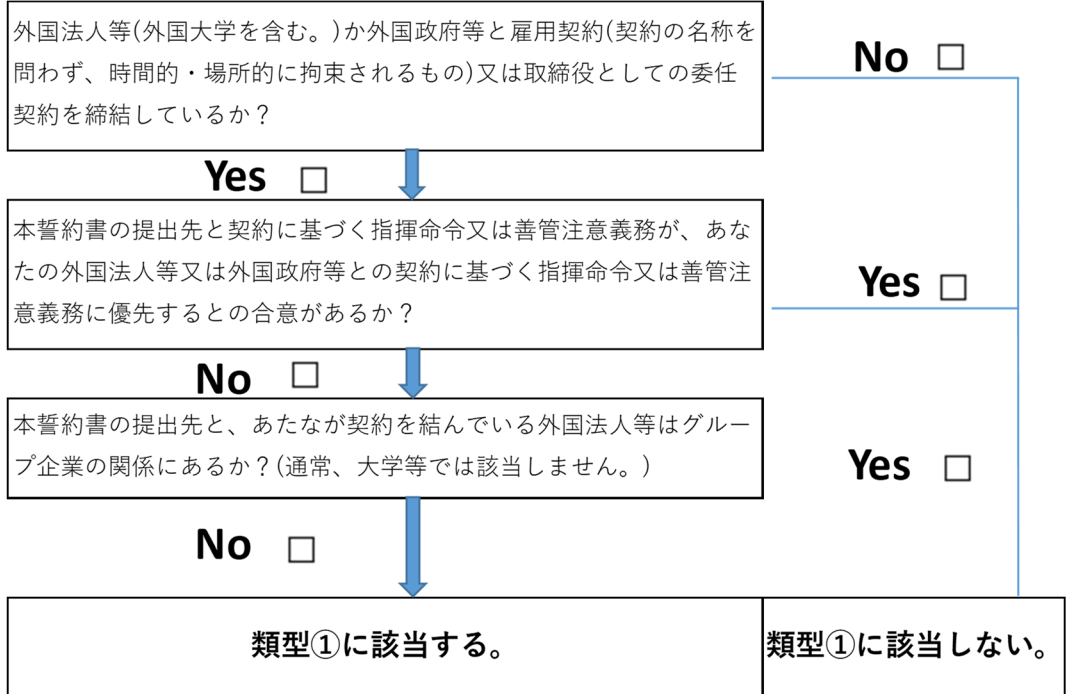 外国法人等(外国大学を含む。)か外国政府等と雇用契約(契約の名称を
問わず、時間的・場所的に拘束されるもの)又は取締役としての委任
契約を締結しているか？
No □
Yes □
本誓約書の提出先と契約に基づく指揮命令又は善管注意義務が、あな
たの外国法人等又は外国政府等との契約に基づく指揮命令又は善管注
意義務に優先するとの合意があるか？
Yes □
No □
本誓約書の提出先と、あたなが契約を結んでいる外国法人等はグルー
プ企業の関係にあるか？(通常、大学等では該当しません。)
Yes □
No □
類型①に該当する。
類型①に該当しない。